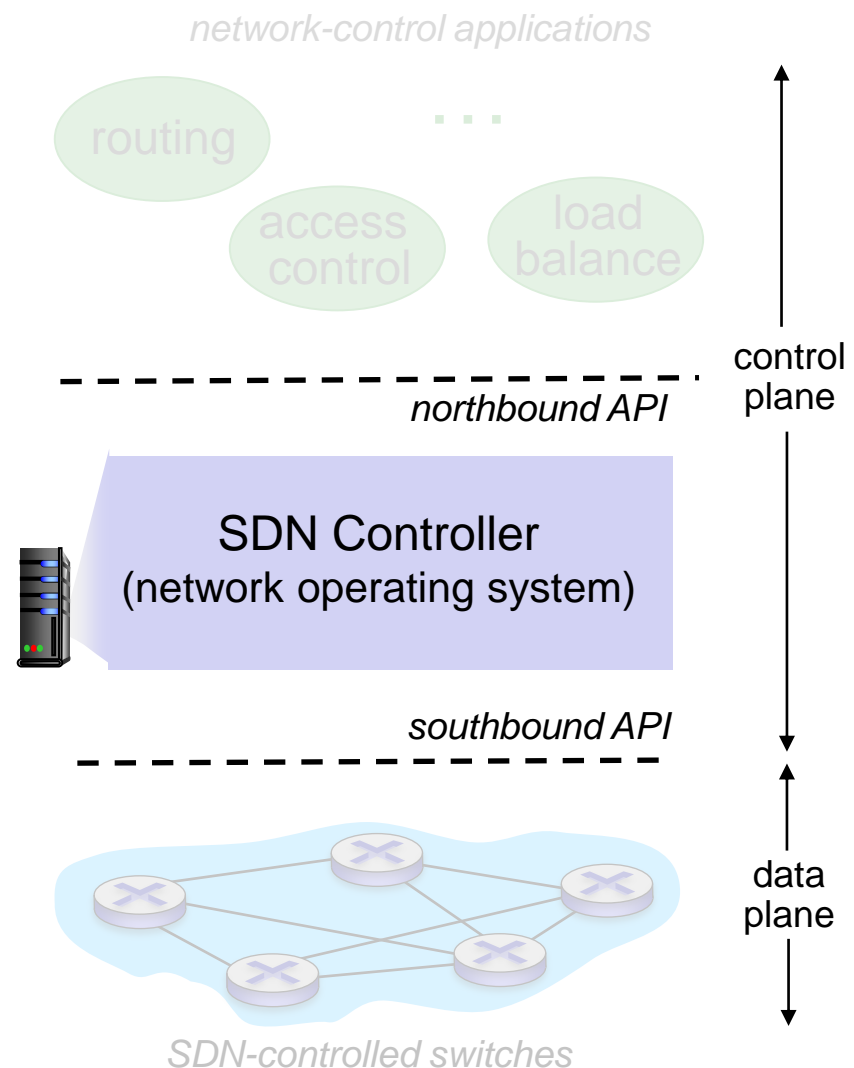 network-control applications
routing
...
access
control
load
balance
control
plane
northbound API
SDN Controller
(network operating system)
southbound API
data
plane
SDN-controlled switches